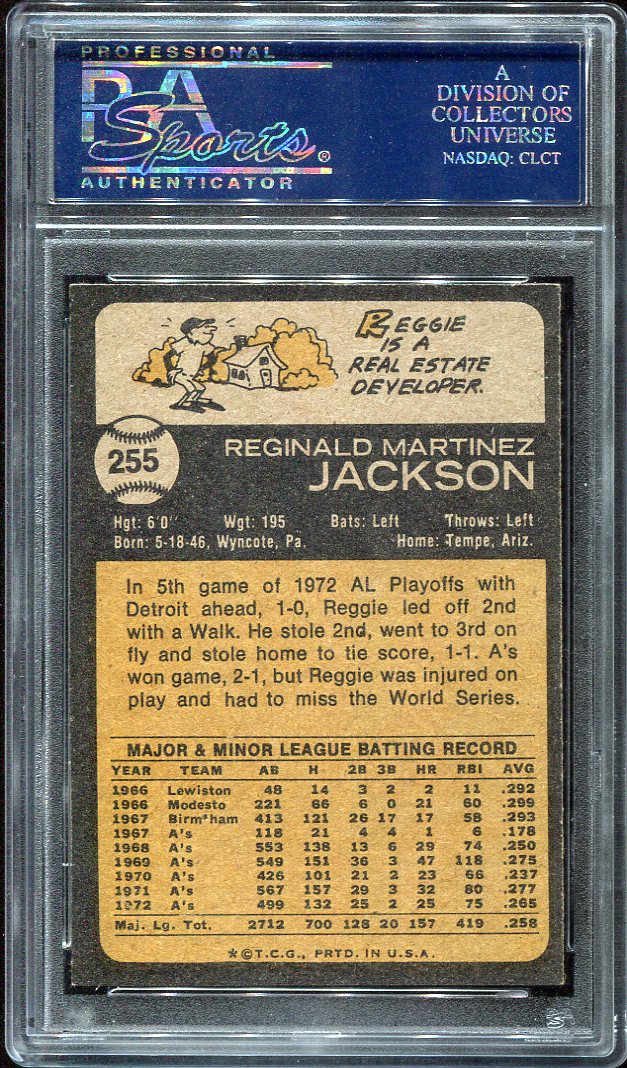 PROFESSIONAL
PSA
Sports®
AUTHENTICATOR
A
DIVISION OF
COLLECTORS
UNIVERSE
NASDAQ: CLCT
REGGIE
IS A
REAL ESTATE
DEVELOPER.
255
REGINALD MARTINEZ
JACKSON
Hgt: 6'0" Wgt: 195 Bats: Left Throws: Left
Born: 5-18-46, Wyncote, Pa. Home: Tempe, Ariz.
In 5th game of 1972 AL Playoffs with
Detroit ahead, 1-0, Reggie led off 2nd
with a Walk. He stole 2nd, went to 3rd on
fly and stole home to tie score, 1-1. A's
won game, 2-1, but Reggie was injured on
play and had to miss the World Series.
MAJOR & MINOR LEAGUE BATTING RECORD
YEAR TEAM AB H 2B 3B HR RBI AVG
1966 Lewiston 48 14 3 2 2 11 .292
1966 Modesto 221 66 6 0 21 60 .299
1967 Birm'ham 413 121 26 17 17 58 .293
1967 A's 118 21 4 4 1 6 .178
1968 A's 553 138 13 6 29 74 .250
1969 A's 549 151 36 3 47 118 .275
1970 A's 426 101 21 2 23 66 .237
1971 A's 567 157 29 3 32 80 .277
1972 A's 499 132 25 2 25 75 .265
Maj. Lg. Tot. 2712 700 128 20 157 419 .258
*©T.C.G., PRTD. IN U.S.A.